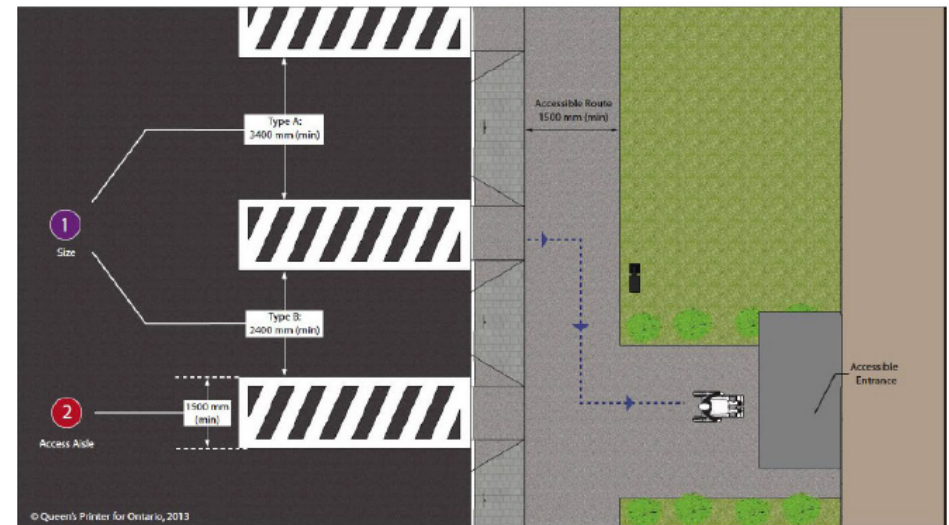 Type A:
3400 mm (min)
Accessible Route
1500 mm (min)
1
Size
Type B:
2400 mm (min)
Accessible
Entrance
2
1500 mm
(min)
Access Aisle
© Queen's Printer for Ontario, 2013